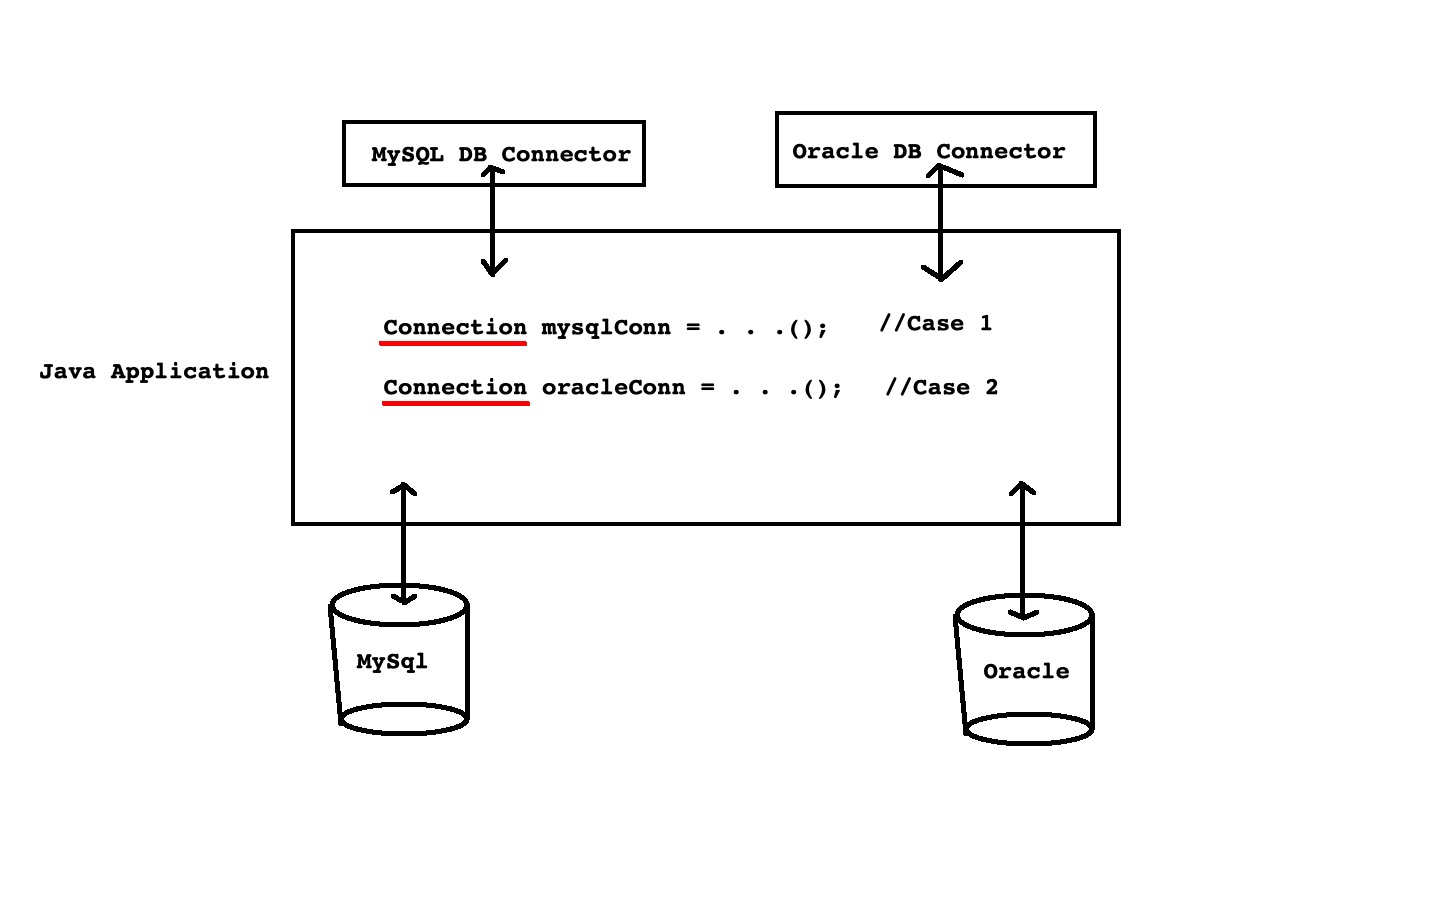 MySQL DB Connector
Oracle DB Connector
Connection mysqlConn = . . .(); //Case 1
Java Application
Connection oracleConn = . . .(); //Case 2
MySql
Oracle